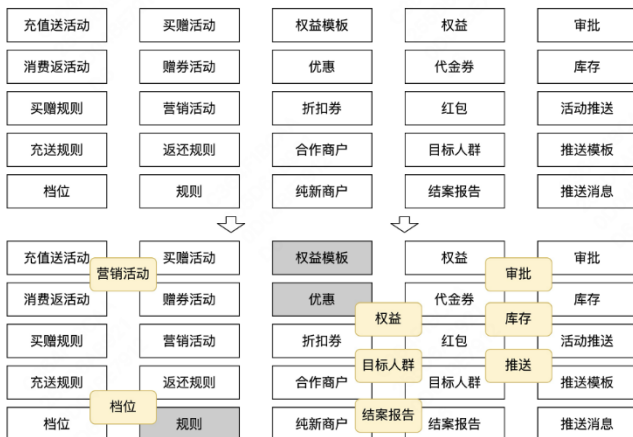 充值送活动 买赠活动 权益模板 权益 审批
消费返活动 赠券活动 优惠 代金券 库存
买赠规则 营销活动 折扣券 红包 活动推送
充送规则 返还规则 合作商户 目标人群 推送模板
档位 规则 纯新商户 结案报告 推送消息
充值送活动 买赠活动 权益模板 权益 审批
营销活动 审批
消费返活动 赠券活动 优惠 代金券 库存
权益 库存
买赠规则 营销活动 折扣券 红包 活动推送
目标人群 推送
充送规则 返还规则 合作商户 目标人群 推送模板
档位 结案报告
档位 规则 纯新商户 结案报告 推送消息